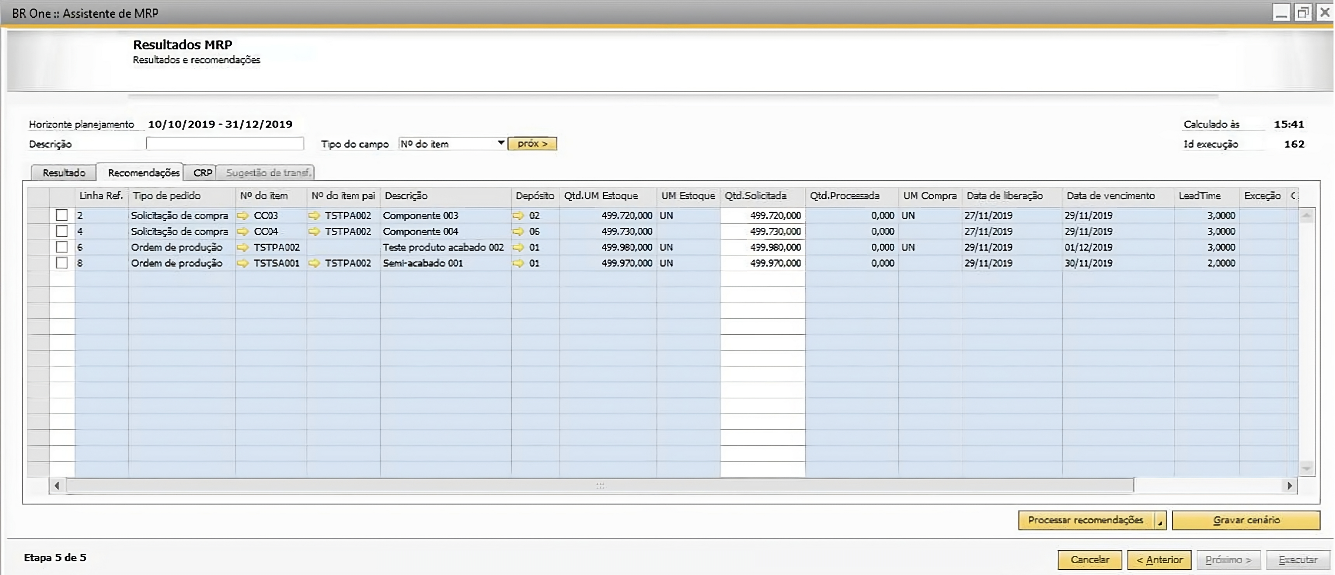 BR One :: Assistente de MRP
Resultados MRP
Resultados e recomendações
Horizonte planejamento 10/10/2019 - 31/12/2019 Calculado às 15:41
Descrição Tipo do campo Nº do item próx > Id execução 162
Resultado Recomendações CRP Sugestão de transf.
Linha Ref. Tipo de pedido Nº do item Nº do item pai Descrição Depósito Qtd.UM Estoque UM Estoque Qtd.Solicitada Qtd.Processada UM Compra Data de liberação Data de vencimento LeadTime Exceção C
2 Solicitação de compra CC03 TSTPA002 Componente 003 02 499.720,000 UN 499.720,000 0,000 UN 27/11/2019 29/11/2019 3,0000
4 Solicitação de compra CC04 TSTPA002 Componente 004 06 499.730,000 499.730,000 0,000 27/11/2019 29/11/2019 3,0000
6 Ordem de produção TSTPA002 Teste produto acabado 002 01 499.980,000 UN 499.980,000 0,000 UN 29/11/2019 01/12/2019 3,0000
8 Ordem de produção TSTSA001 TSTPA002 Semi-acabado 001 01 499.970,000 UN 499.970,000 0,000 29/11/2019 30/11/2019 2,0000
Processar recomendações Gravar cenário
Etapa 5 de 5 Cancelar < Anterior Próximo > Executar